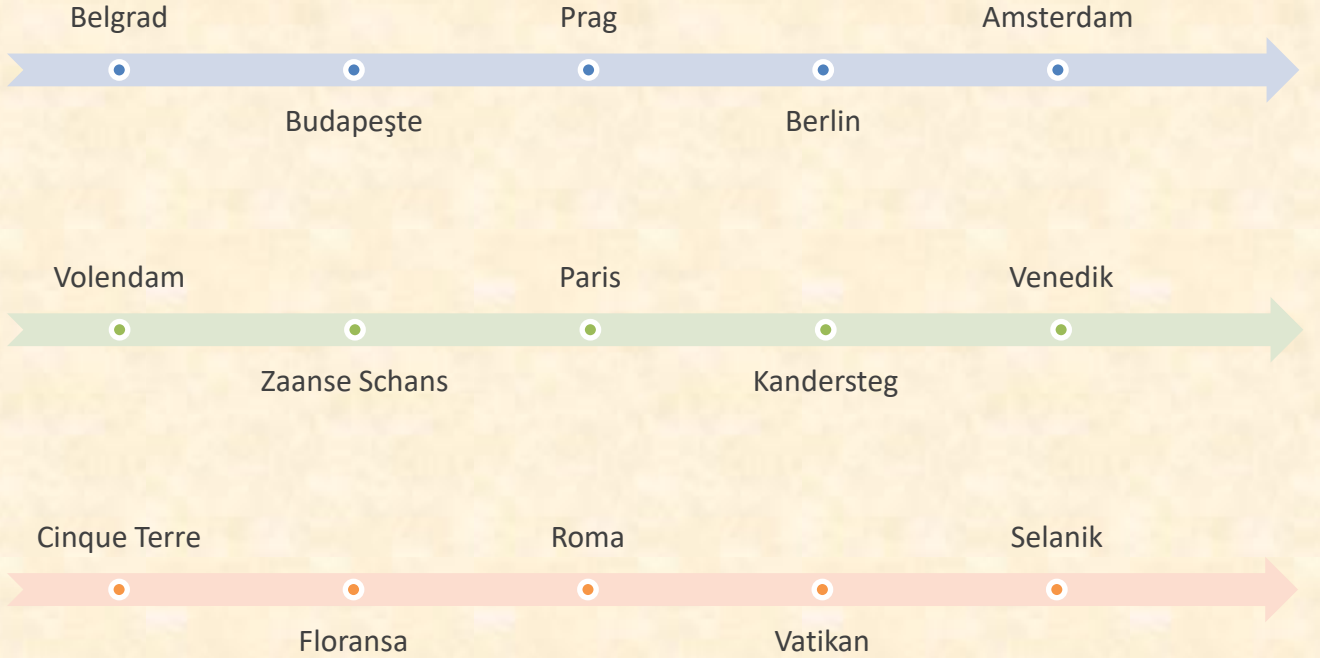 Belgrad
Budapeşte
Prag
Berlin
Amsterdam
Volendam
Zaanse Schans
Paris
Kandersteg
Venedik
Cinque Terre
Floransa
Roma
Vatikan
Selanik